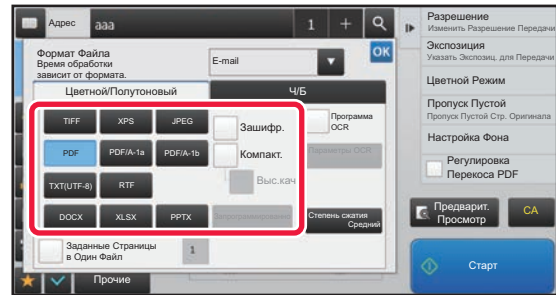 Адрес
aaa
1
Формат Файла
Время обработки
зависит от формата.
E-mail
OK
Цветной/Полутоновый
Ч/Б
TIFF
XPS
JPEG
Зашифр.
Программа
OCR
PDF
PDF/A-1a
PDF/A-1b
Компакт.
Параметры OCR
TXT(UTF-8)
RTF
Выс.кач
DOCX
XLSX
PPTX
Степень сжатия
Средний
Заданные Страницы
в Один Файл
1
Прочие
Разрешение
Изменить Разрешение Передачи
Экспозиция
Указать Экспозиц. для Передачи
Цветной Режим
Пропуск Пустой
Пропуск Пустой Стр. Оригинала
Настройка Фона
Регулировка
Перекоса PDF
Предварит.
Просмотр
CA
Старт